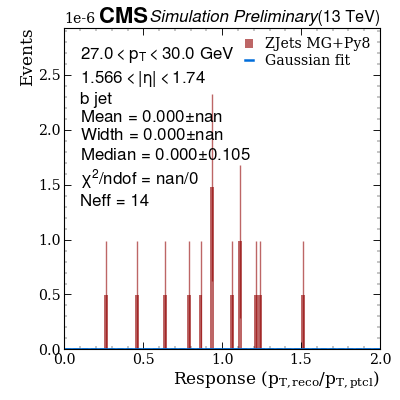 1e-6 CMS Simulation Preliminary (13 TeV)
Events
27.0 < p_T < 30.0 GeV
1.566 < |η| < 1.74
b jet
Mean = 0.000±nan
Width = 0.000±nan
Median = 0.000±0.105
χ²/ndof = nan/0
Neff = 14
ZJets MG+Py8
Gaussian fit
2.5
2.0
1.5
1.0
0.5
0.0
0.0 0.5 1.0 1.5 2.0
Response (p_T,reco/p_T,ptcl)